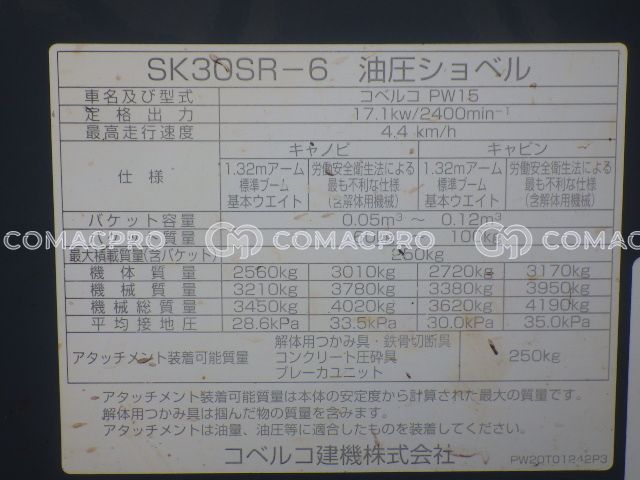 SK30SR-6 油圧ショベル
車名及び型式 コベルコ PW15
定格出力 17.1kw/2400min⁻¹
最高走行速度 4.4 km/h
仕様 キャノピ キャビン
1.32mアーム 標準ブーム 基本ウエイト 労働安全衛生法による 最も不利な仕様 (含解体用機械) 1.32mアーム 標準ブーム 基本ウエイト 労働安全衛生法による 最も不利な仕様 (含解体用機械)
バケット容量 0.05m³ ～ 0.12m³
COMACPRO COMACPRO COMACPRO
バケット質量 100kg
最大積載質量(含バケット)
機体質量 2560kg 3010kg 2720kg 3170kg
機械質量 3210kg 3780kg 3380kg 3950kg
機械総質量 3450kg 4020kg 3620kg 4190kg
平均接地圧 28.6kPa 33.5kPa 30.0kPa 35.0kPa
アタッチメント装着可能質量 解体用つかみ具・鉄骨切断具 コンクリート圧砕具 ブレーカユニット 250kg
アタッチメント装着可能質量は本体の安定度から計算された最大の質量です。
解体用つかみ具は掴んだ物の質量を含みます。
アタッチメントは油量、油圧等に適合したものを装着してください。
コベルコ建機株式会社
PW20T01242P3